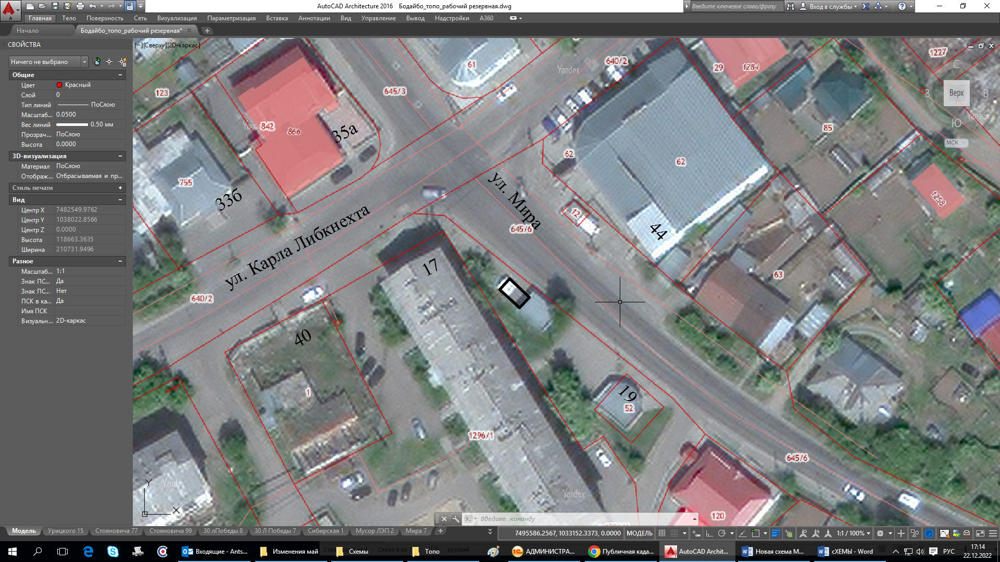 AutoCAD Architecture 2016 Бодайбо_топо_рабочий резервная.dwg
Введите ключевое слово/фразу
Вход в службы
Главная Тело Поверхность Сеть Визуализация Параметризация Вставка Аннотации Вид Управление Вывод Надстройки A360
Начало
Бодайбо_топо_рабочий резервная*
СВОЙСТВА
Ничего не выбрано
Общие
Цвет Красный
Слой 0
Тип линий ПоСлою
Масштаб... 0.0500
Вес линий 0.50 мм
Прозрач... ПоСлою
Высота 0.0000
3D-визуализация
Материал ПоСлою
Отображ... Отбрасываемая и пр...
Стиль печати
Вид
Центр X 7482549.9762
Центр Y 1038022.8566
Центр Z 0.0000
Высота 118663.3635
Ширина 210731.9496
Разное
Масштаб... 1:1
Знак ПС... Да
Знак ПС... Нет
ПСК в ка... Да
Имя ПСК
Визуальн... 2D-каркас
[−][Сверху][2D-каркас]
123
842
866
35а
755
33б
645/3
61
Yandex
640/2
29
1284
1227
С
З
Верх
В
Ю
Yandex
МСК
85
62
62
1258
ул. Мира
12
645/6
44
63
ул. Карла Либкнехта
640/2
17
40
1
1296/1
19
52
645/6
120
Yandex
Yandex
Y
X
Введите команду
Модель Урицкого 15 Стояновича 77 Стояновича 99 30 лПобеды 8 30 Л Победы 7 Сибирская 1 Мусор ЛЭП 2 Мира 7
7495586.2567, 1033152.3373, 0.0000 МОДЕЛЬ
1:1 / 100%
Входящие - Ants...
Изменения май
Схемы
Топо
АДМИНИСТРА...
Публичная када...
AutoCAD Archit...
Новая схема М...
сХЕМЫ - Word
РУС
17:14
22.12.2022